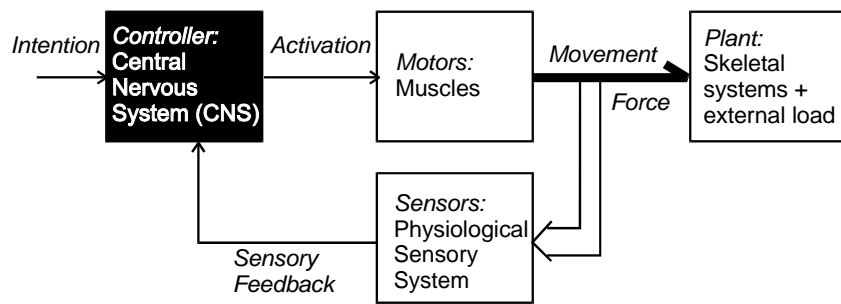 Intention
Controller:
Central
Nervous
System (CNS)
Activation
Motors:
Muscles
Movement
Force
Plant:
Skeletal
systems +
external load
Sensors:
Physiological
Sensory
System
Sensory
Feedback